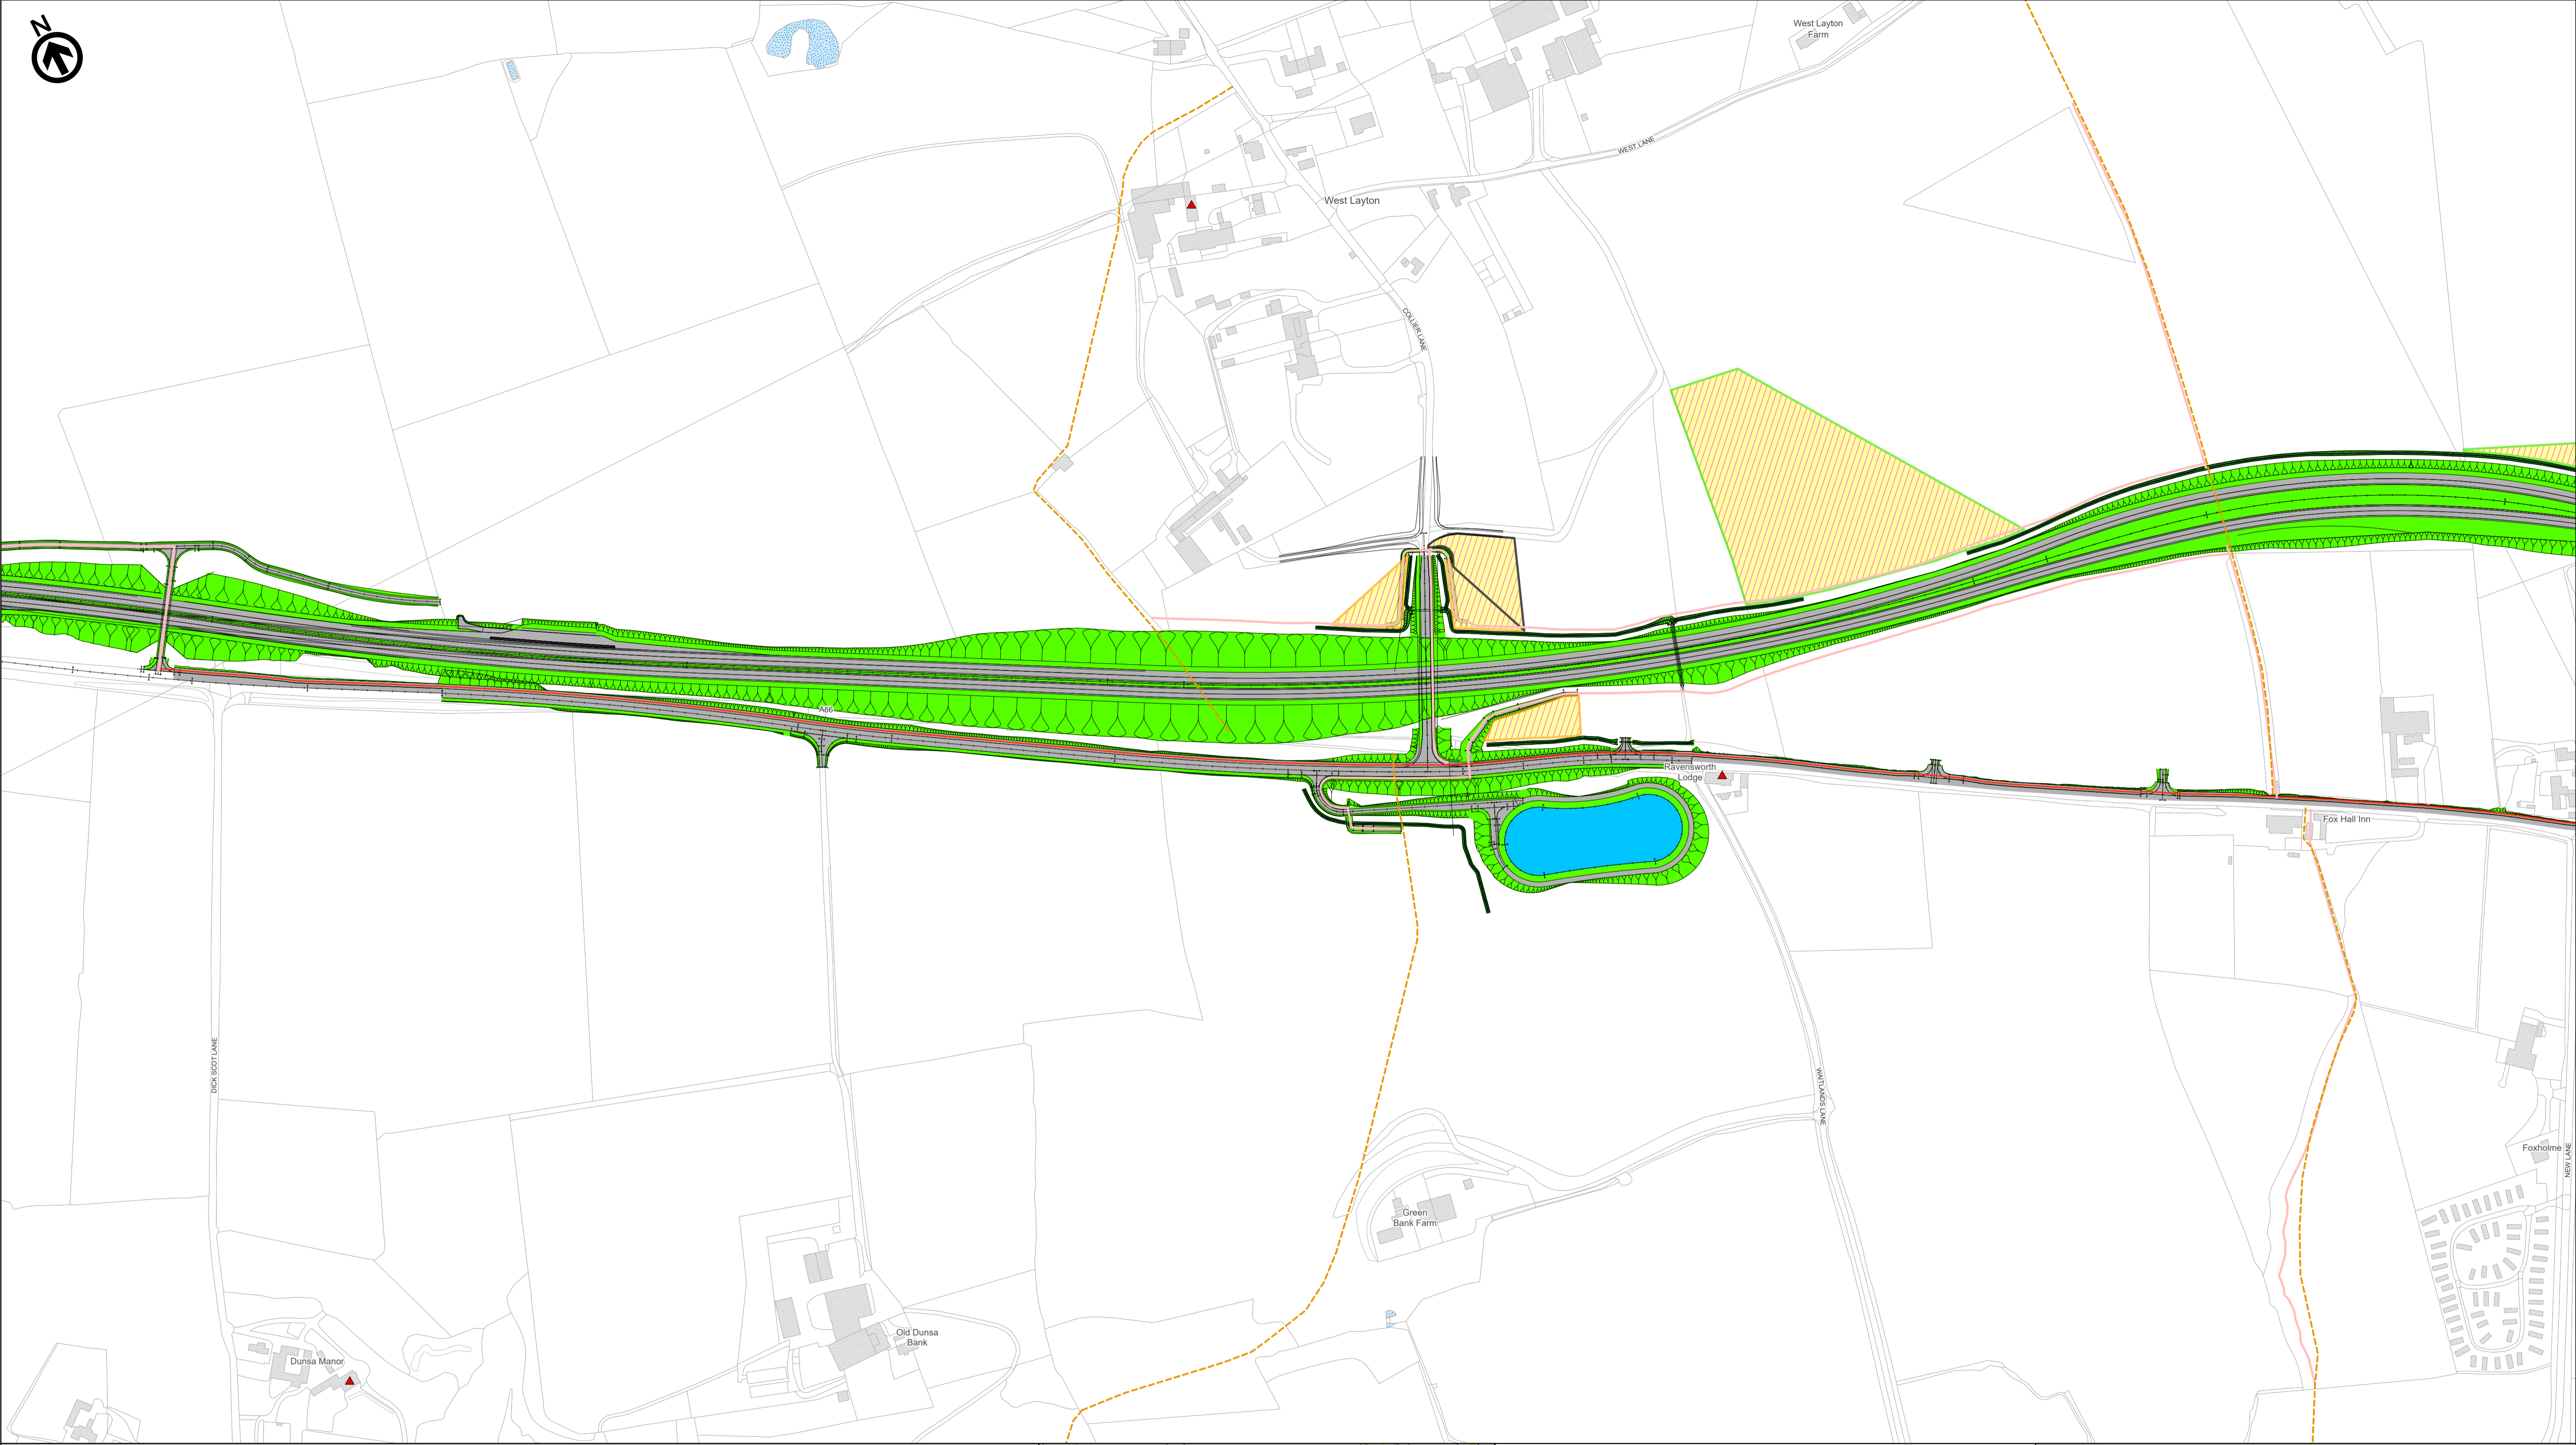 N
West Layton
Farm
WEST LANE
West Layton
COLLIER LANE
A66
Ravensworth
Lodge
Fox Hall Inn
DICK SCOT LANE
WAITLANDS LANE
Foxholme
NEW LANE
Green
Bank Farm
Old Dunsa
Bank
Dunsa Manor